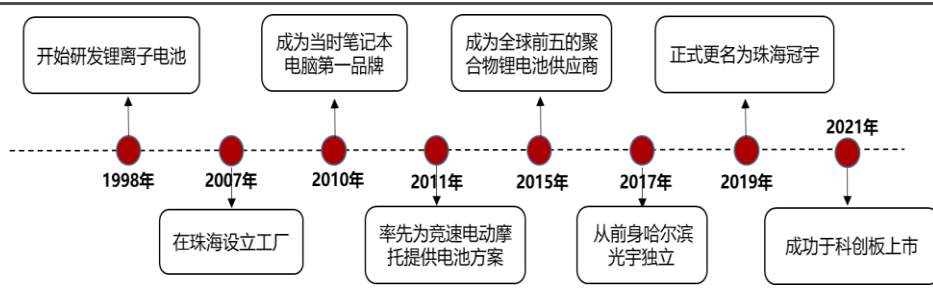 开始研发锂离子电池
成为当时笔记本
电脑第一品牌
成为全球前五的聚
合物锂电池供应商
正式更名为珠海冠宇
1998年
2007年
2010年
2011年
2015年
2017年
2019年
2021年
在珠海设立工厂
率先为竞速电动摩
托提供电池方案
从前身哈尔滨
光宇独立
成功于科创板上市